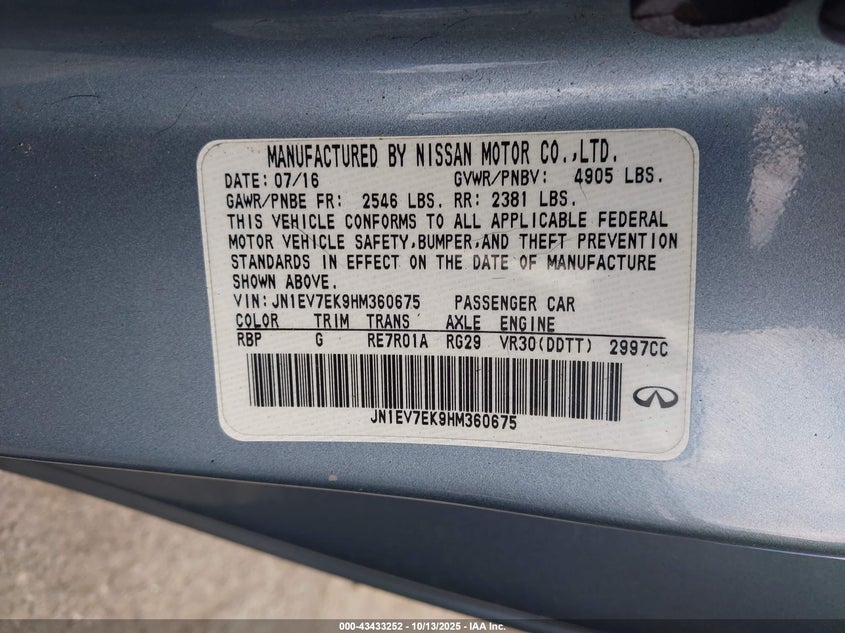 MANUFACTURED BY NISSAN MOTOR CO.,LTD.
DATE: 07/16 GVWR/PNBV: 4905 LBS.
GAWR/PNBE FR: 2546 LBS. RR: 2381 LBS.
THIS VEHICLE CONFORMS TO ALL APPLICABLE FEDERAL
MOTOR VEHICLE SAFETY,BUMPER,AND THEFT PREVENTION
STANDARDS IN EFFECT ON THE DATE OF MANUFACTURE
SHOWN ABOVE.
VIN:JN1EV7EK9HM360675 PASSENGER CAR
COLOR TRIM TRANS AXLE ENGINE
RBP G RE7R01A RG29 VR30(DDTT) 2997CC
JN1EV7EK9HM360675
000-43433252 - 10/13/2025 - IAA Inc.